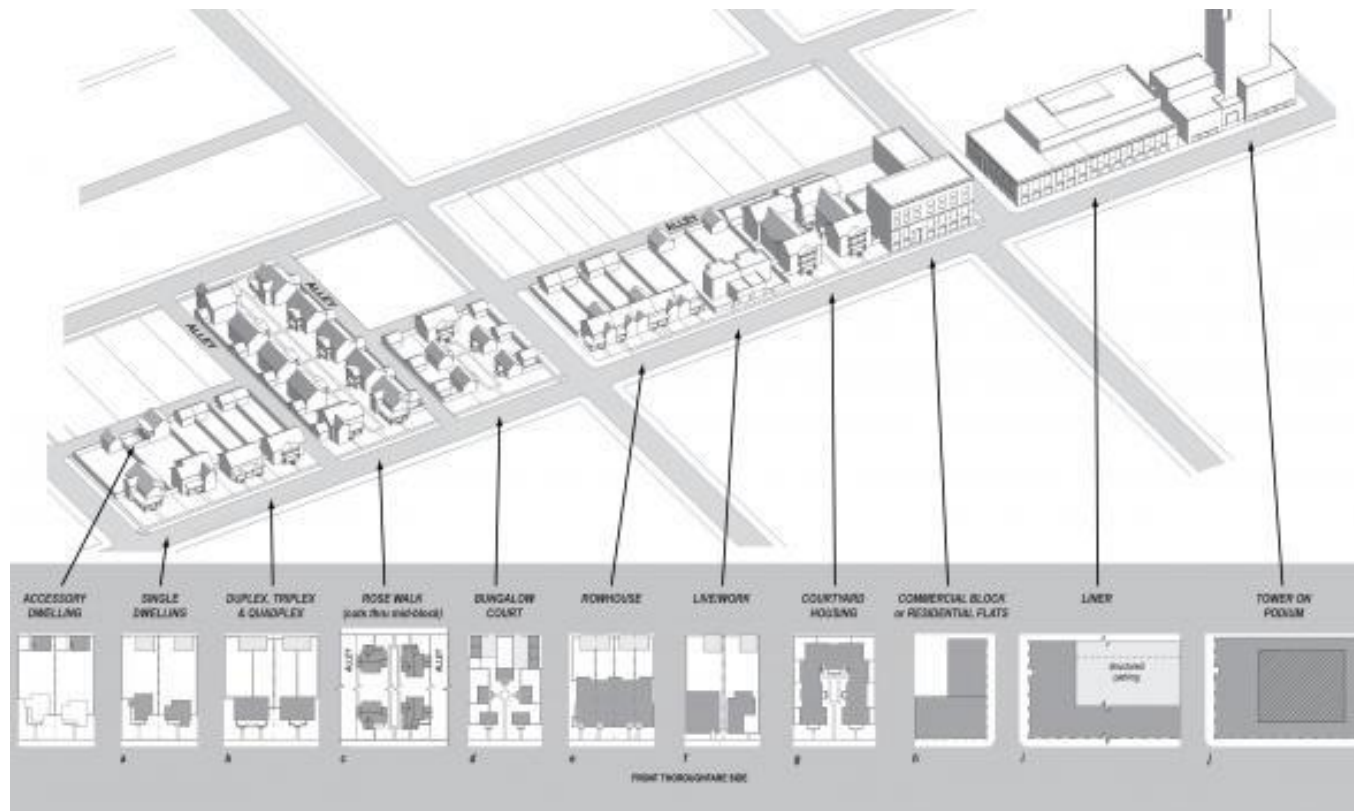 ALLEY
ALLEY
ALLEY
ACCESSORY
DWELLING
SINGLE
DWELLING
DUPLEX, TRIPLEX
& QUADPLEX
ROSE WALK
(cuts thru mid-block)
BUNGALOW
COURT
ROWHOUSE
LIVE/WORK
COURTYARD
HOUSING
COMMERCIAL BLOCK
or RESIDENTIAL FLATS
LINER
TOWER ON
PODIUM
ALLEY
ALLEY
structured
parking
a
b
c
d
e
f
g
h
i
j
FRONT THOROUGHFARE SIDE